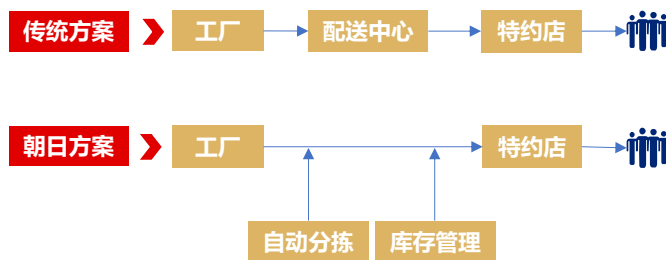 传统方案
工厂
配送中心
特约店
朝日方案
工厂
特约店
自动分拣
库存管理